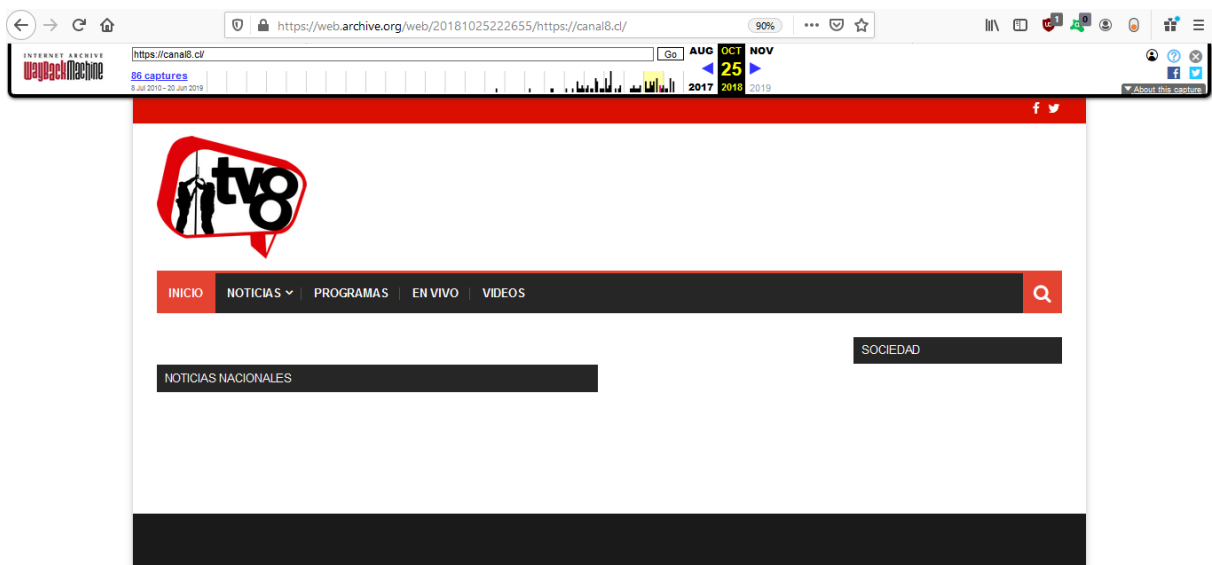 https://web.archive.org/web/20181025222655/https://canal8.cl/
90%
1
0
INTERNET ARCHIVE
WayBackMachine
https://canal8.cl/
Go
AUG OCT NOV
86 captures
25
8 Jul 2010 - 20 Jun 2019
2017 2018 2019
About this capture
tv8
INICIO NOTICIAS PROGRAMAS EN VIVO VIDEOS
SOCIEDAD
NOTICIAS NACIONALES